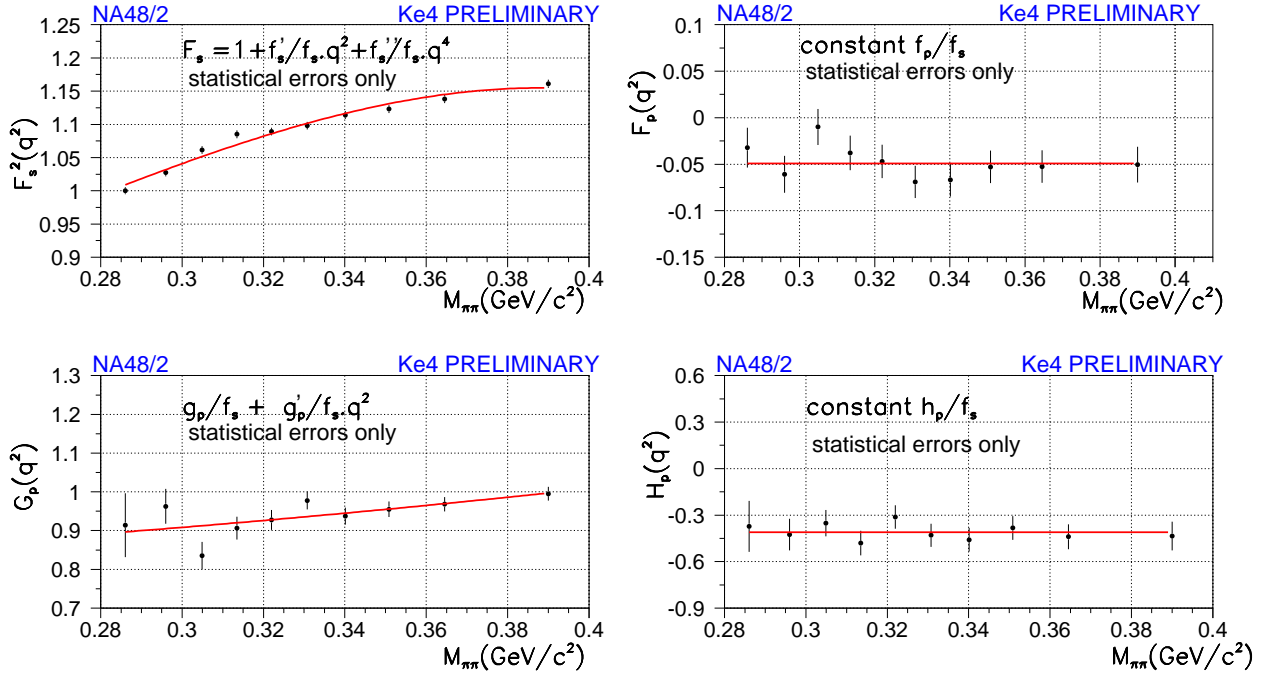 NA48/2 Ke4 PRELIMINARY
F_s = 1 + f_s'/f_s.q^2 + f_s''/f_s.q^4
statistical errors only
F_s^2(q^2)
1.25
1.2
1.15
1.1
1.05
1
0.95
0.9
0.28 0.3 0.32 0.34 0.36 0.38 0.4
M_ππ(GeV/c^2)
NA48/2 Ke4 PRELIMINARY
constant f_p/f_s
statistical errors only
F_p(q^2)
0.1
0.05
0
-0.05
-0.1
-0.15
0.28 0.3 0.32 0.34 0.36 0.38 0.4
M_ππ(GeV/c^2)
NA48/2 Ke4 PRELIMINARY
g_p/f_s + g_p'/f_s.q^2
statistical errors only
G_p(q^2)
1.3
1.2
1.1
1
0.9
0.8
0.7
0.28 0.3 0.32 0.34 0.36 0.38 0.4
M_ππ(GeV/c^2)
NA48/2 Ke4 PRELIMINARY
constant h_p/f_s
statistical errors only
H_p(q^2)
0.6
0.3
0
-0.3
-0.6
-0.9
0.28 0.3 0.32 0.34 0.36 0.38 0.4
M_ππ(GeV/c^2)